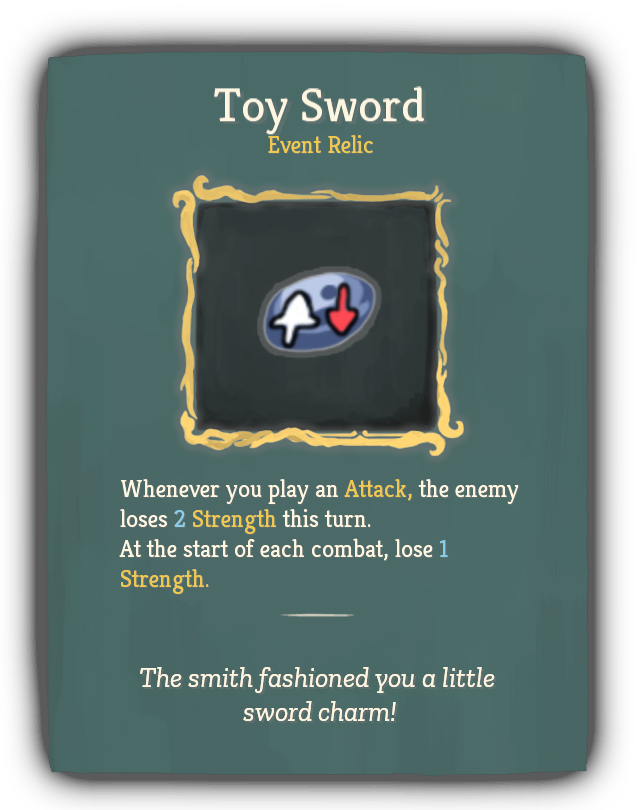 Toy Sword
Event Relic
Whenever you play an Attack, the enemy
loses 2 Strength this turn.
At the start of each combat, lose 1
Strength.
The smith fashioned you a little
sword charm!